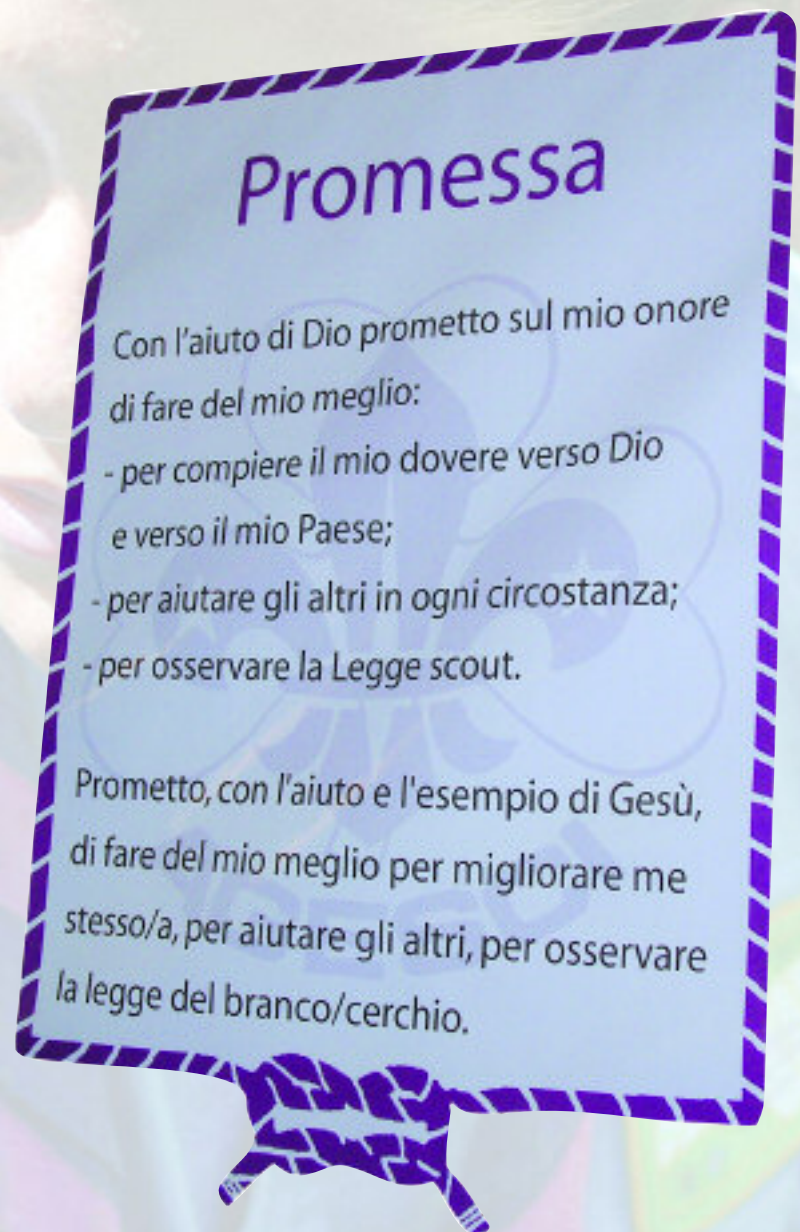 Promessa
Con l'aiuto di Dio prometto sul mio onore
di fare del mio meglio:
- per compiere il mio dovere verso Dio
e verso il mio Paese;
- per aiutare gli altri in ogni circostanza;
- per osservare la Legge scout.
Prometto, con l'aiuto e l'esempio di Gesù,
di fare del mio meglio per migliorare me
stesso/a, per aiutare gli altri, per osservare
la legge del branco/cerchio.